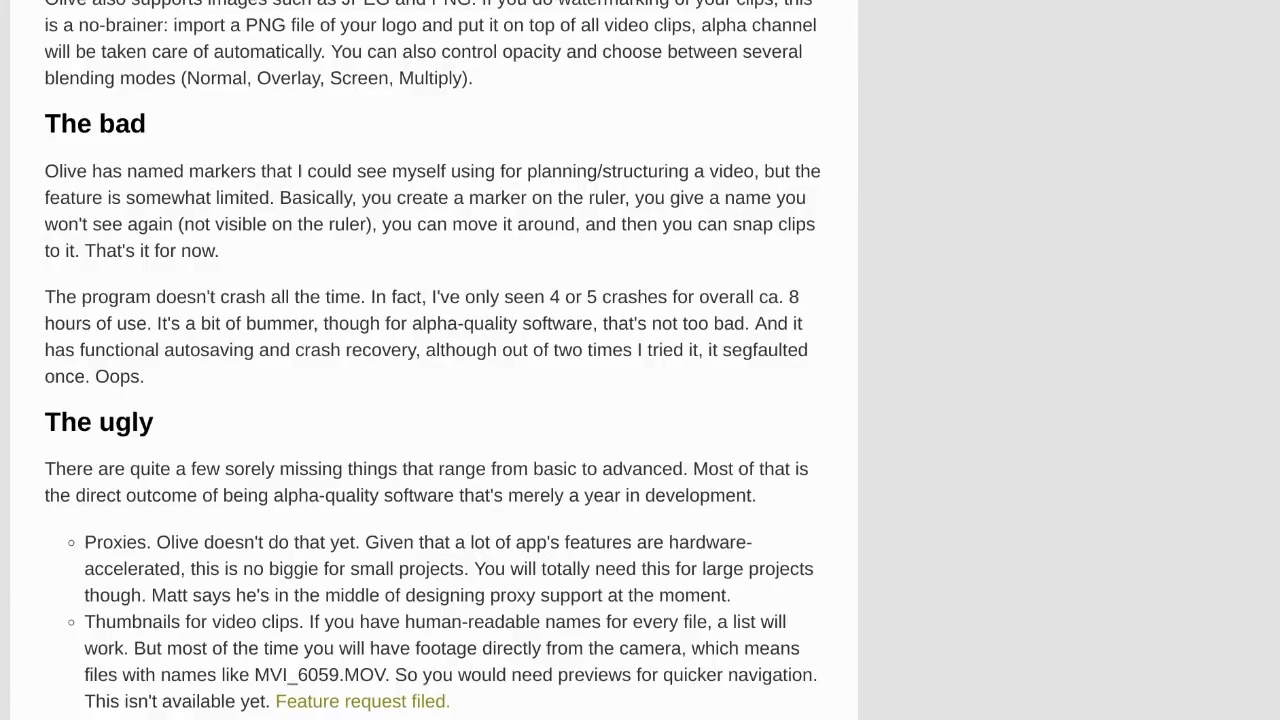 Olive also supports images such as JPEG and PNG. If you do watermarking of your clips, this
is a no-brainer: import a PNG file of your logo and put it on top of all video clips, alpha channel
will be taken care of automatically. You can also control opacity and choose between several
blending modes (Normal, Overlay, Screen, Multiply).
The bad
Olive has named markers that I could see myself using for planning/structuring a video, but the
feature is somewhat limited. Basically, you create a marker on the ruler, you give a name you
won't see again (not visible on the ruler), you can move it around, and then you can snap clips
to it. That's it for now.
The program doesn't crash all the time. In fact, I've only seen 4 or 5 crashes for overall ca. 8
hours of use. It's a bit of bummer, though for alpha-quality software, that's not too bad. And it
has functional autosaving and crash recovery, although out of two times I tried it, it segfaulted
once. Oops.
The ugly
There are quite a few sorely missing things that range from basic to advanced. Most of that is
the direct outcome of being alpha-quality software that's merely a year in development.
◦ Proxies. Olive doesn't do that yet. Given that a lot of app's features are hardware-
accelerated, this is no biggie for small projects. You will totally need this for large projects
though. Matt says he's in the middle of designing proxy support at the moment.
◦ Thumbnails for video clips. If you have human-readable names for every file, a list will
work. But most of the time you will have footage directly from the camera, which means
files with names like MVI_6059.MOV. So you would need previews for quicker navigation.
This isn't available yet. Feature request filed.